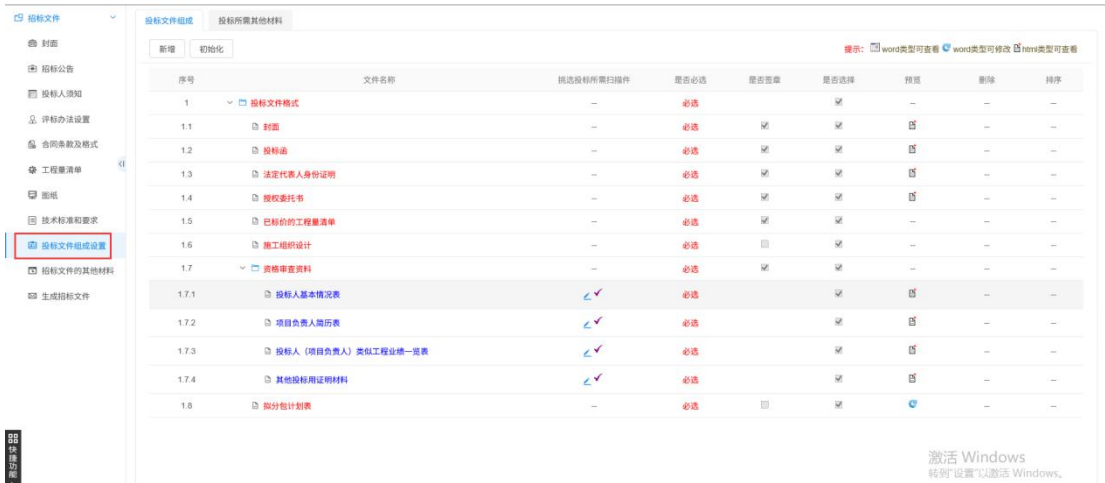 招标文件
封面
招标公告
投标人须知
评标办法设置
合同条款及格式
工程量清单
图纸
技术标准和要求
投标文件组成设置
招标文件的其他材料
生成招标文件
快捷功能
投标文件组成 投标所需其他材料
新增 初始化
提示： word类型可查看 word类型可修改 html类型可查看
序号 文件名称 挑选投标所需扫描件 是否必选 是否签章 是否选择 预览 删除 排序
1 投标文件格式 -- 必选 -- -- --
1.1 封面 -- 必选 -- --
1.2 投标函 -- 必选 -- --
1.3 法定代表人身份证明 -- 必选 -- --
1.4 授权委托书 -- 必选 -- --
1.5 已标价的工程量清单 -- 必选 -- -- --
1.6 施工组织设计 -- 必选 -- -- --
1.7 资格审查资料 -- 必选 -- -- --
1.7.1 投标人基本情况表 必选 -- --
1.7.2 项目负责人简历表 必选 -- --
1.7.3 投标人（项目负责人）类似工程业绩一览表 必选 -- --
1.7.4 其他投标用证明材料 必选 -- --
1.8 拟分包计划表 -- 必选 -- --
激活 Windows
转到"设置"以激活 Windows。